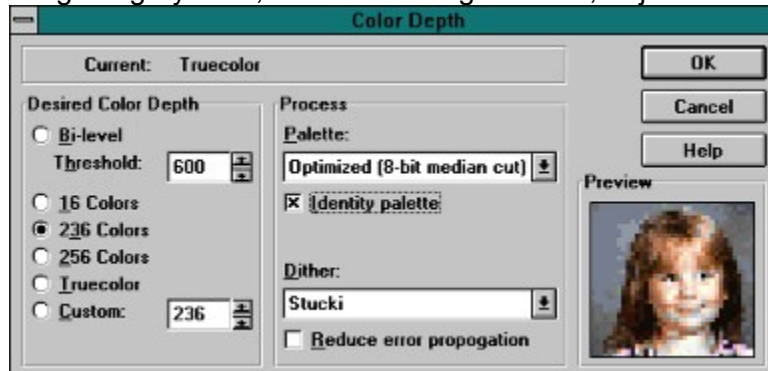 Color Depth
Current: Truecolor
OK
Cancel
Help
Desired Color Depth
Bi-level
Threshold: 600
16 Colors
236 Colors
256 Colors
Truecolor
Custom: 236
Process
Palette:
Optimized (8-bit median cut)
Identity palette
Dither:
Stucki
Reduce error propogation
Preview